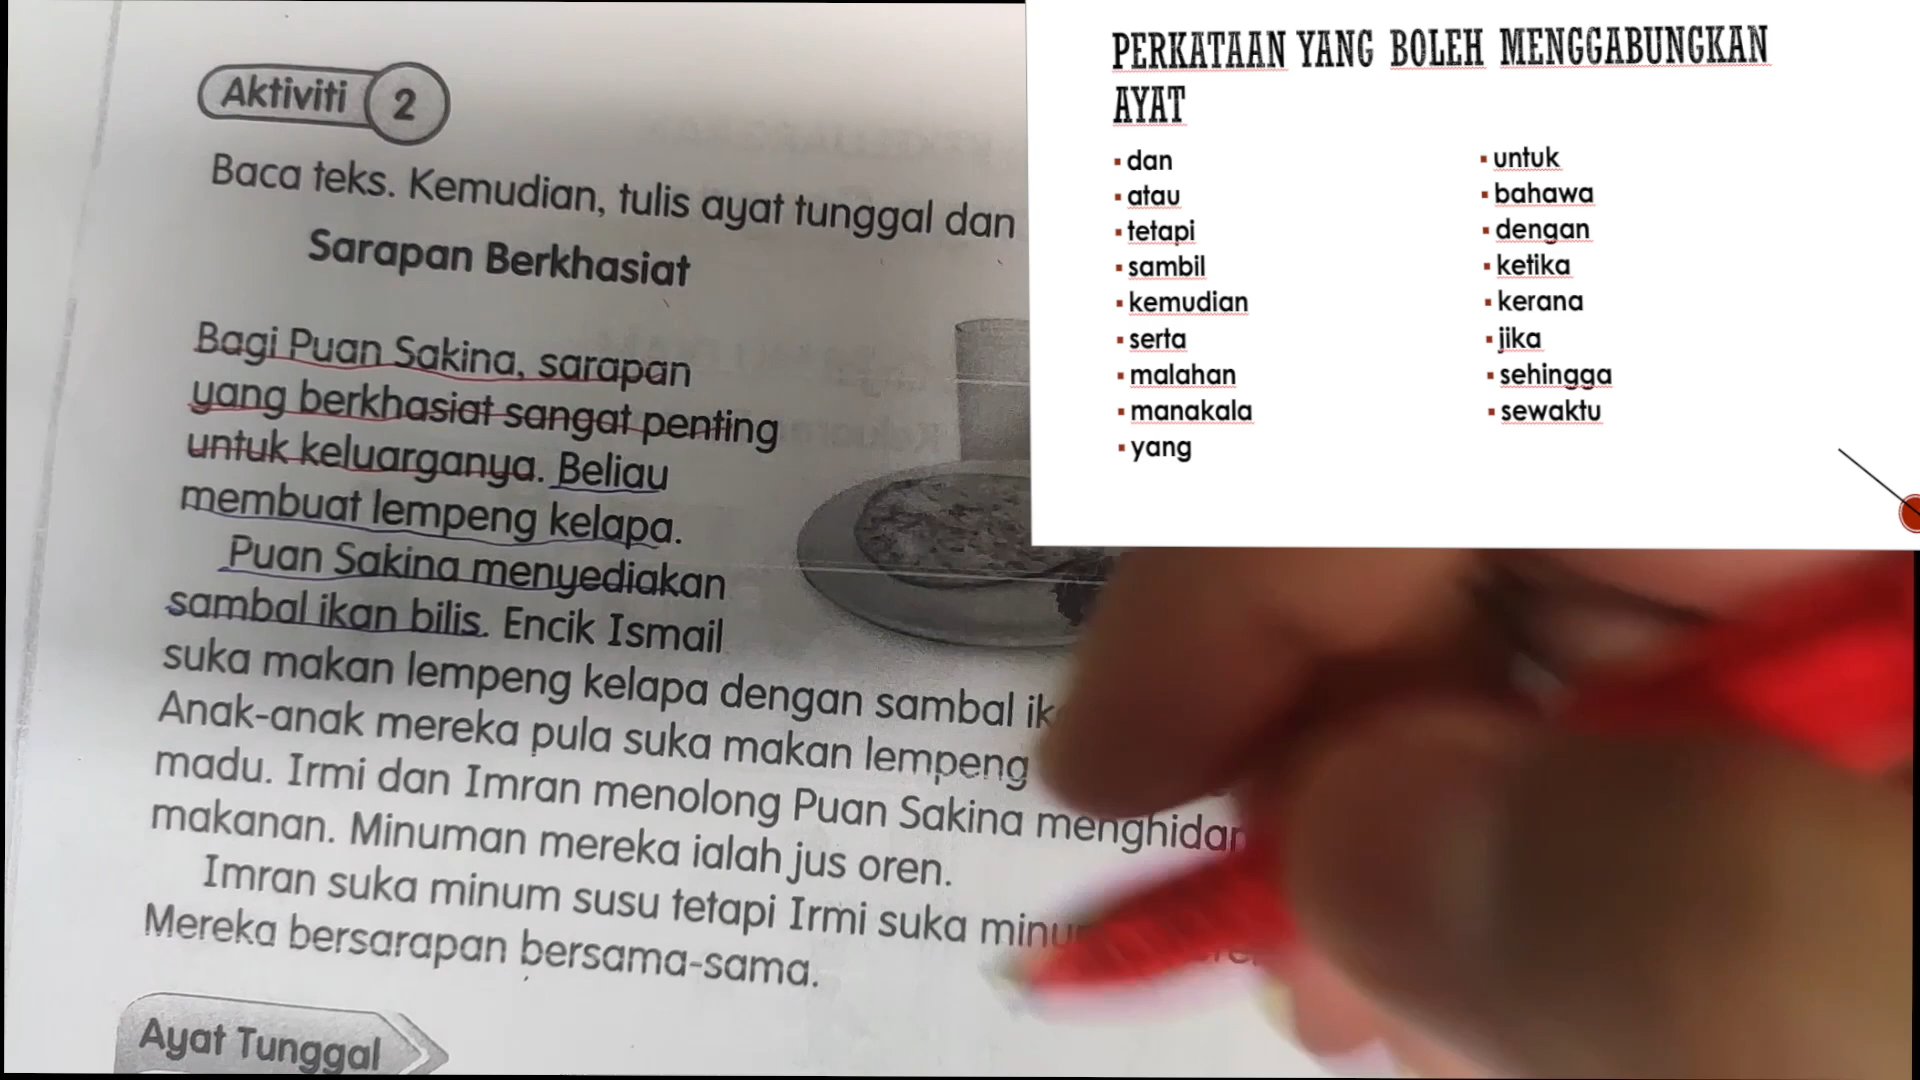 Aktiviti 2
Baca teks. Kemudian, tulis ayat tunggal dan
Sarapan Berkhasiat
Bagi Puan Sakina, sarapan
yang berkhasiat sangat penting
untuk keluarganya. Beliau
membuat lempeng kelapa.
Puan Sakina menyediakan
sambal ikan bilis. Encik Ismail
suka makan lempeng kelapa dengan sambal
Anak-anak mereka pula suka makan lempeng
madu. Irmi dan Imran menolong Puan Sakina
makanan. Minuman mereka ialah jus oren.
Imran suka minum susu tetapi Irmi suka
Mereka bersarapan bersama-sama.
Ayat Tunggal
PERKATAAN YANG BOLEH MENGGABUNGKAN
AYAT
▪ dan
▪ atau
▪ tetapi
▪ sambil
▪ kemudian
▪ serta
▪ malahan
▪ manakala
▪ yang
▪ untuk
▪ bahawa
▪ dengan
▪ ketika
▪ kerana
▪ jika
▪ sehingga
▪ sewaktu